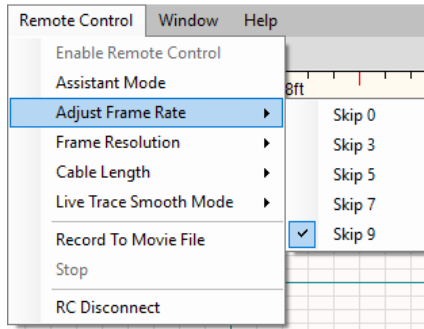 Remote Control Window Help
Enable Remote Control
Assistant Mode
8ft
Adjust Frame Rate
Skip 0
Frame Resolution
Skip 3
Cable Length
Skip 5
Live Trace Smooth Mode
Skip 7
Record To Movie File
Skip 9
Stop
RC Disconnect